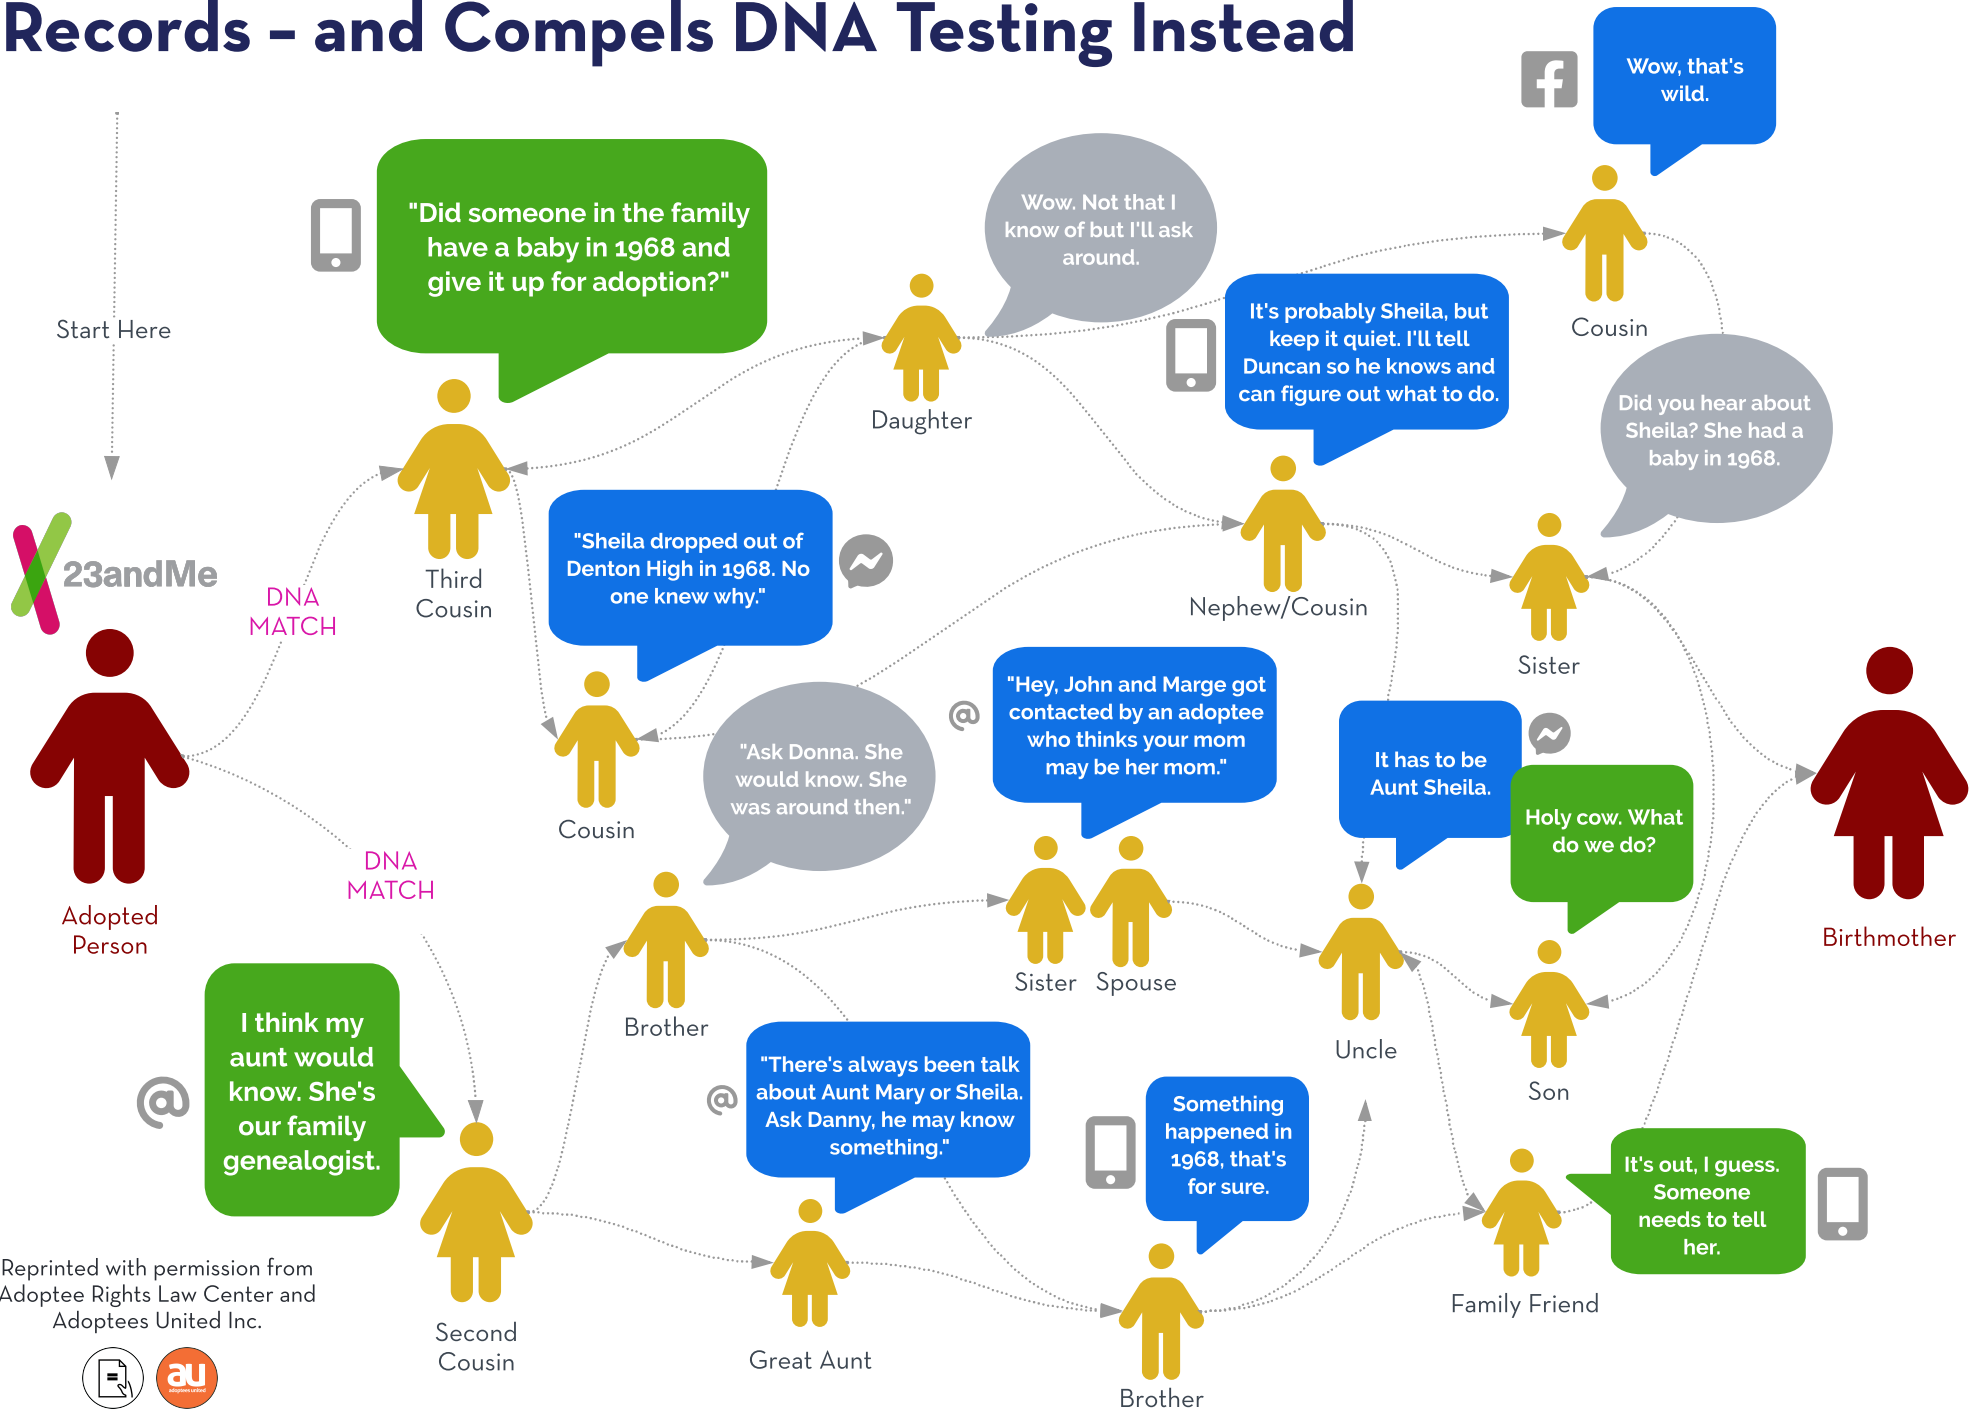 Records – and Compels DNA Testing Instead
Wow, that's
wild.
Start Here
"Did someone in the family
have a baby in 1968 and
give it up for adoption?"
Wow. Not that I
know of but I'll ask
around.
Cousin
It's probably Sheila, but
keep it quiet. I'll tell
Duncan so he knows and
can figure out what to do.
Daughter
Did you hear about
Sheila? She had a
baby in 1968.
23andMe
DNA
MATCH
Third
Cousin
"Sheila dropped out of
Denton High in 1968. No
one knew why."
Nephew/Cousin
Sister
"Hey, John and Marge got
contacted by an adoptee
who thinks your mom
may be her mom."
"Ask Donna. She
would know. She
was around then."
It has to be
Aunt Sheila.
Cousin
Holy cow. What
do we do?
DNA
MATCH
Adopted
Person
Birthmother
Sister
Spouse
Brother
Uncle
Son
I think my
aunt would
know. She's
our family
genealogist.
@
@
"There's always been talk
about Aunt Mary or Sheila.
Ask Danny, he may know
something."
@
Something
happened in
1968, that's
for sure.
It's out, I guess.
Someone
needs to tell
her.
Family Friend
Reprinted with permission from
Adoptee Rights Law Center and
Adoptees United Inc.
Second
Cousin
Great Aunt
Brother
au
adoptees united